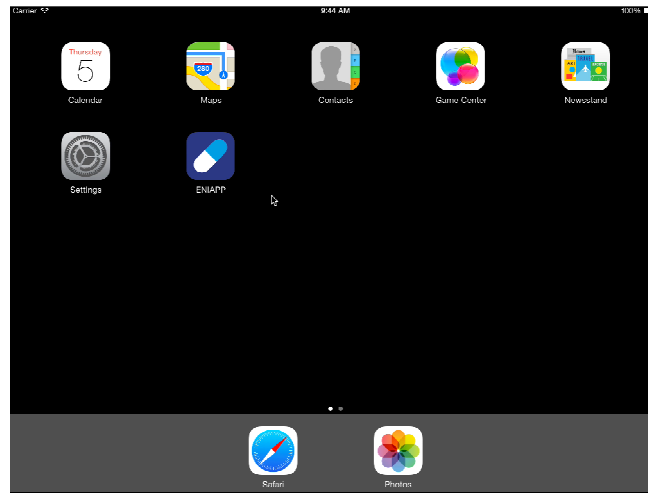 Carrier 9:44 AM 100%
Thursday
5
280
Calendar Maps Contacts Game Center Newsstand
Settings ENIAPP
Safari Photos